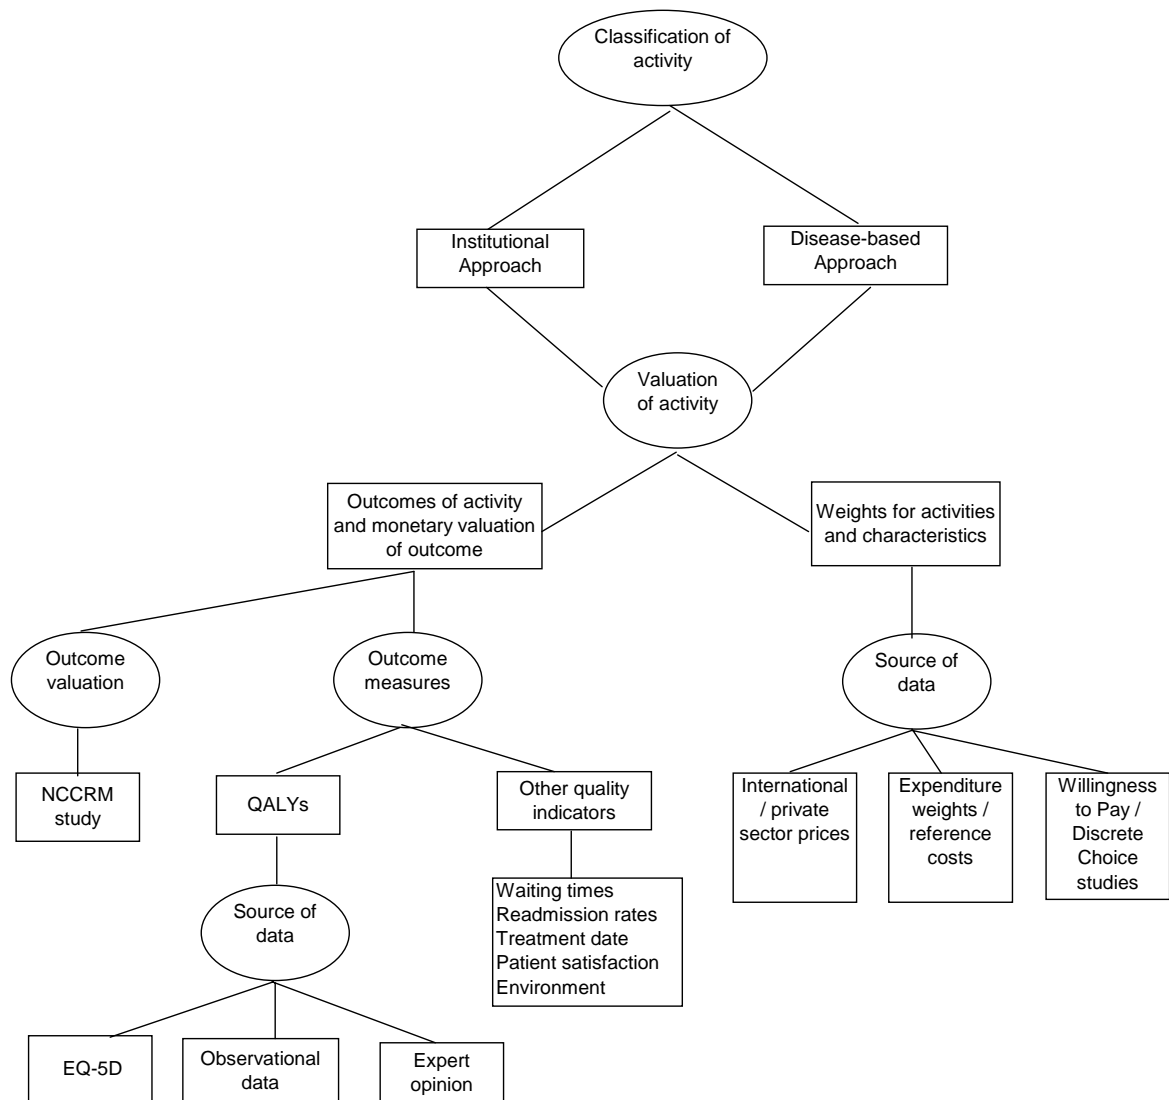 Classification of
activity
Institutional
Approach
Disease-based
Approach
Valuation
of activity
Outcomes of activity
and monetary valuation
of outcome
Weights for activities
and characteristics
Outcome
valuation
Outcome
measures
Source of
data
NCCRM
study
QALYs
Other quality
indicators
International
/ private
sector prices
Expenditure
weights /
reference
costs
Willingness
to Pay /
Discrete
Choice
studies
Source of
data
Waiting times
Readmission rates
Treatment date
Patient satisfaction
Environment
EQ-5D
Observational
data
Expert
opinion